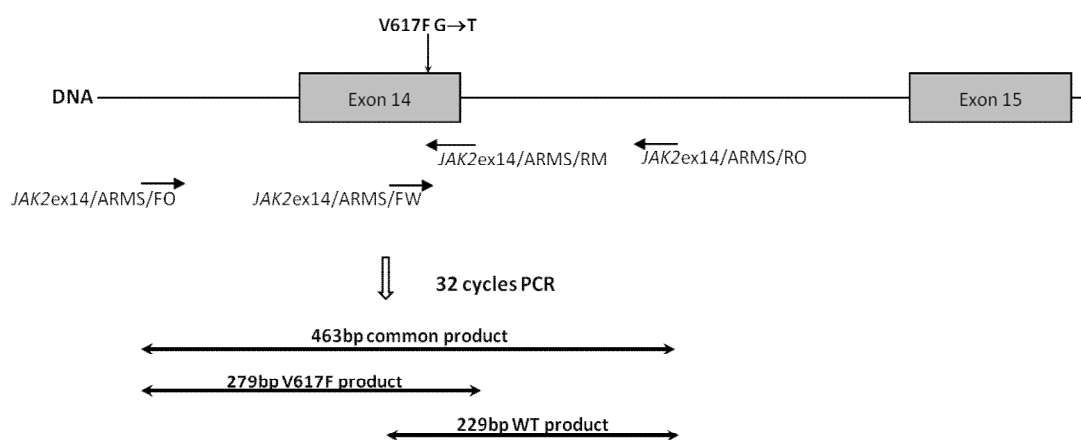 V617F G→T
DNA
Exon 14
Exon 15
JAK2ex14/ARMS/RM
JAK2ex14/ARMS/RO
JAK2ex14/ARMS/FO
JAK2ex14/ARMS/FW
32 cycles PCR
463bp common product
279bp V617F product
229bp WT product